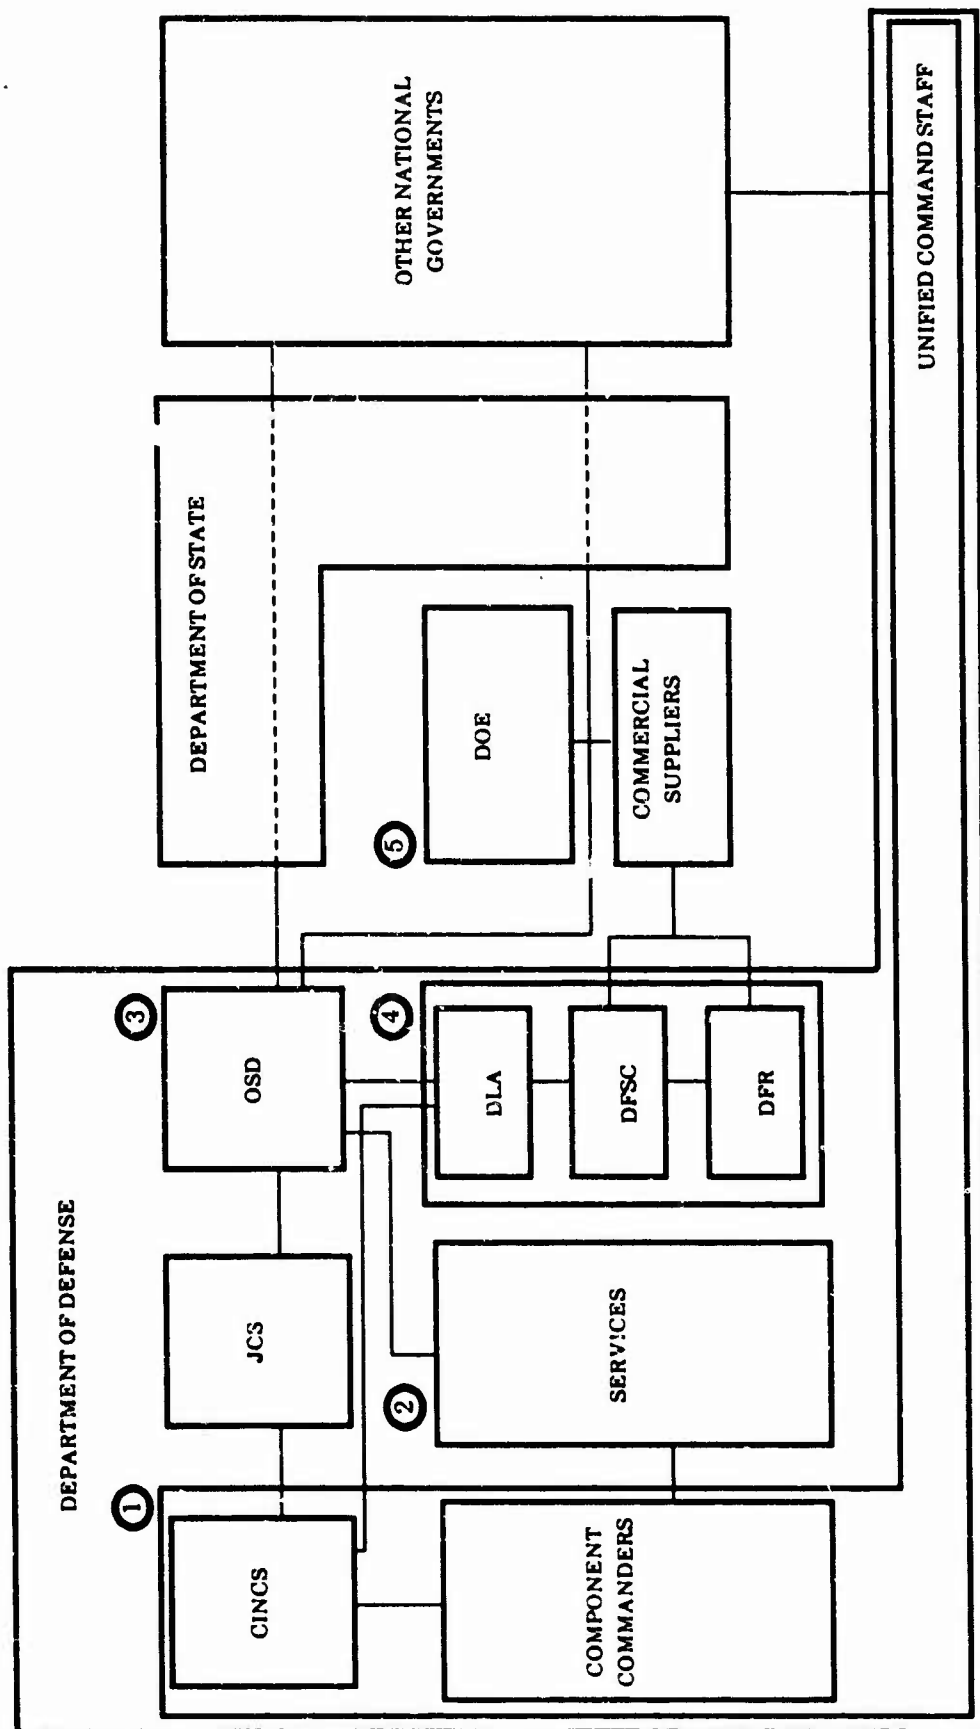 DEPARTMENT OF DEFENSE
1
CINCS
JCS
3
OSD
DEPARTMENT OF STATE
OTHER NATIONAL
GOVERNMENTS
COMPONENT
COMMANDERS
2
SERVICES
4
DLA
DFSC
DFR
5
DOE
COMMERCIAL
SUPPLIERS
UNIFIED COMMAND STAFF